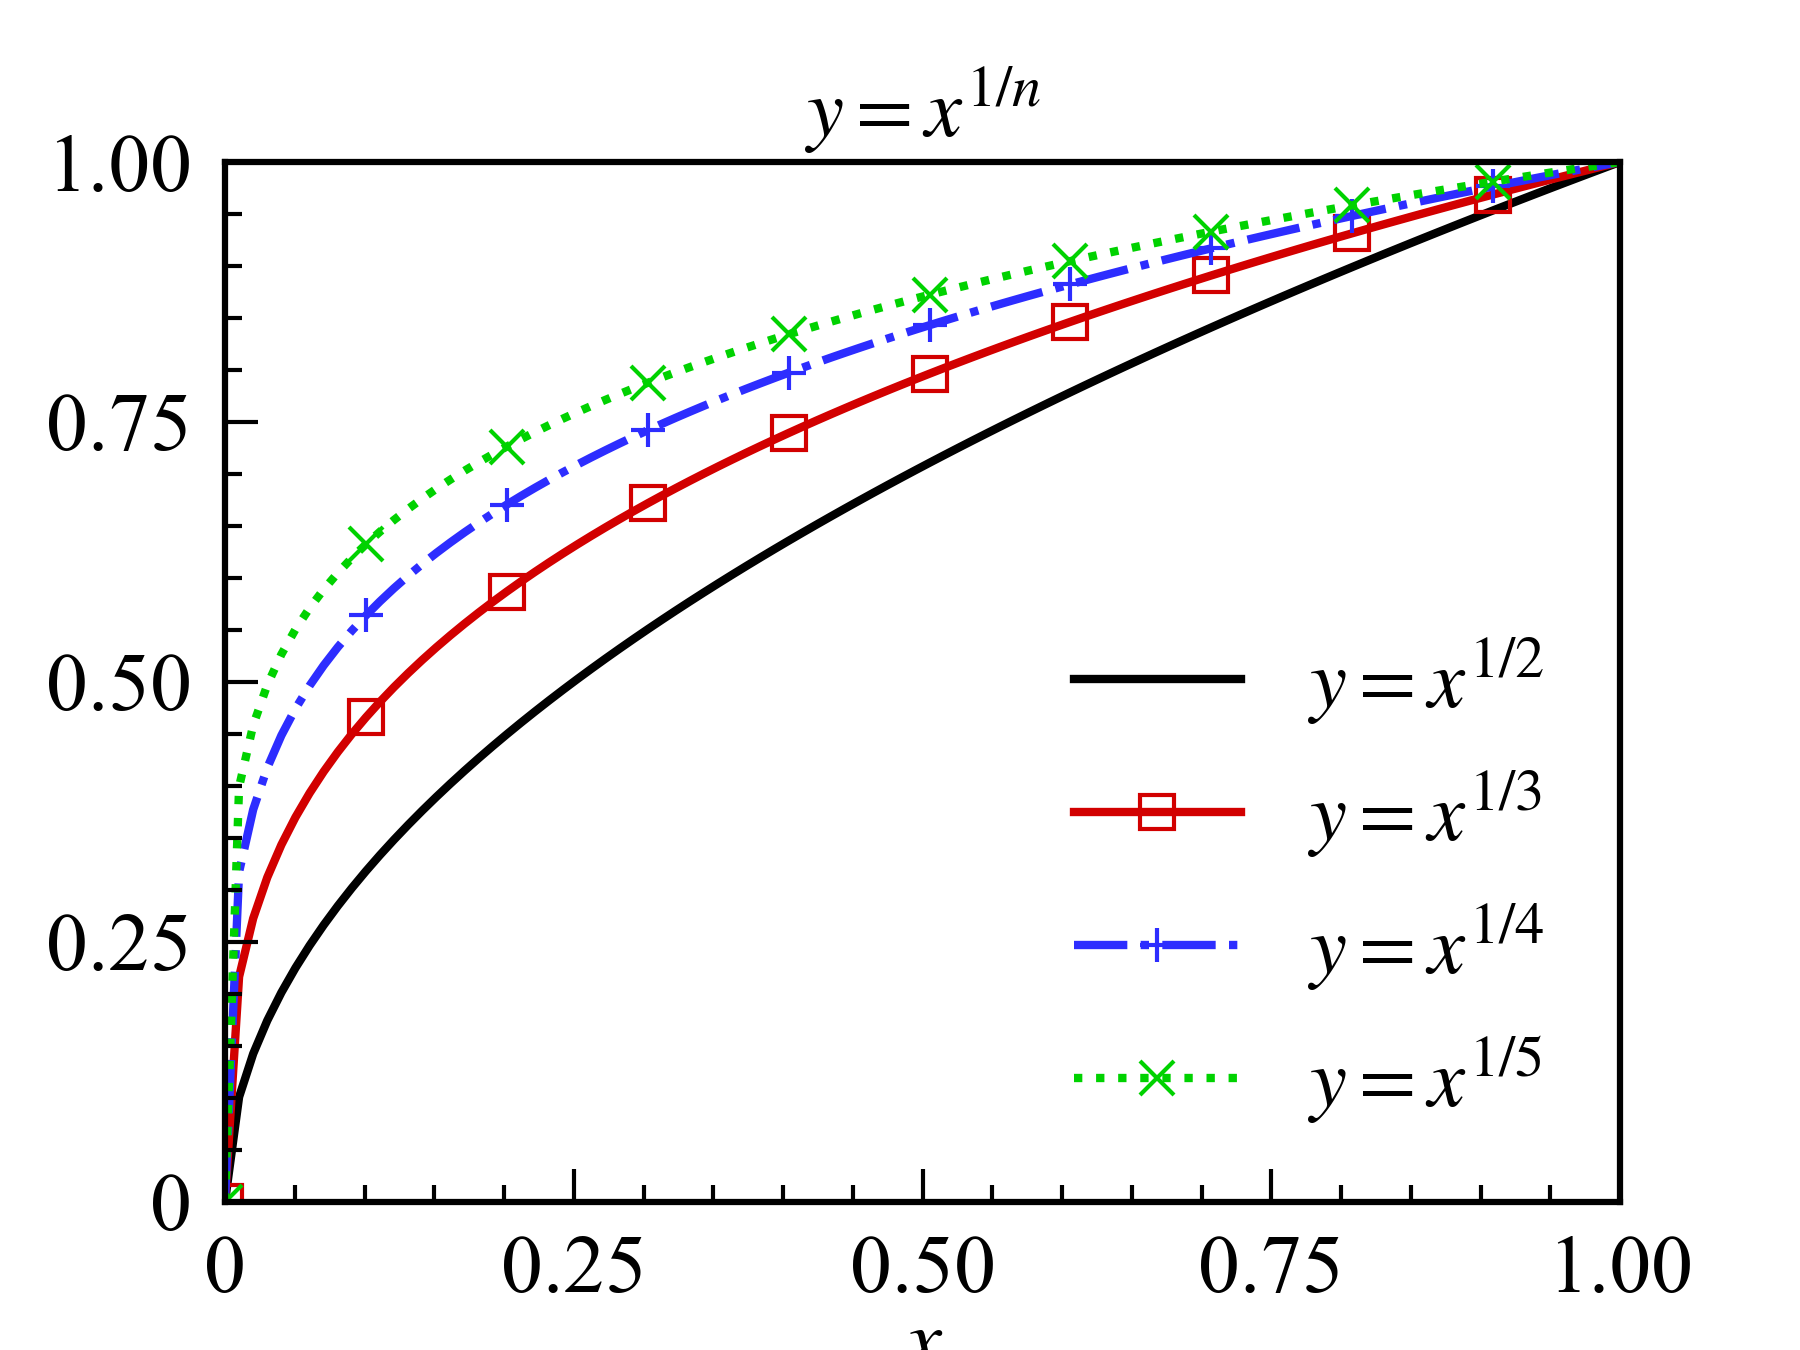 y = x^{1/n}
1.00
0.75
0.50
0.25
0
0 0.25 0.50 0.75 1.00
x
y = x^{1/2}
y = x^{1/3}
y = x^{1/4}
y = x^{1/5}